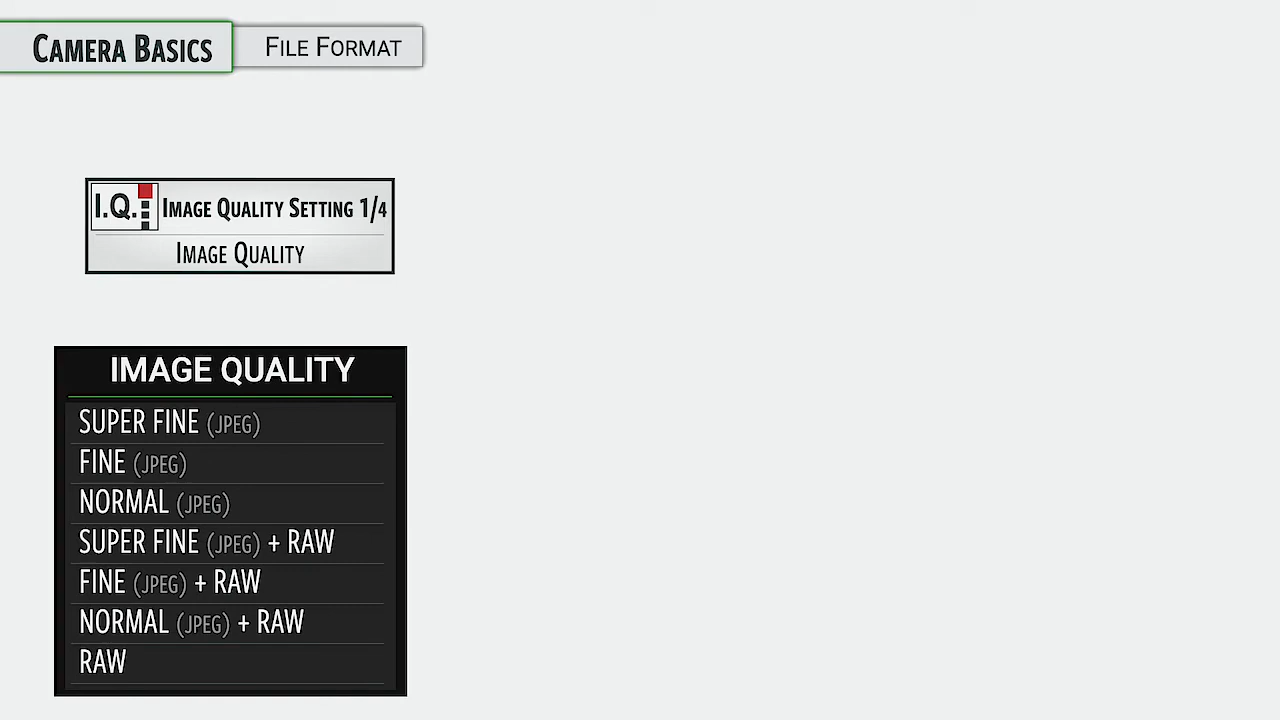 CAMERA BASICS
FILE FORMAT
I.Q. IMAGE QUALITY SETTING 1/4
IMAGE QUALITY
IMAGE QUALITY
SUPER FINE (JPEG)
FINE (JPEG)
NORMAL (JPEG)
SUPER FINE (JPEG) + RAW
FINE (JPEG) + RAW
NORMAL (JPEG) + RAW
RAW